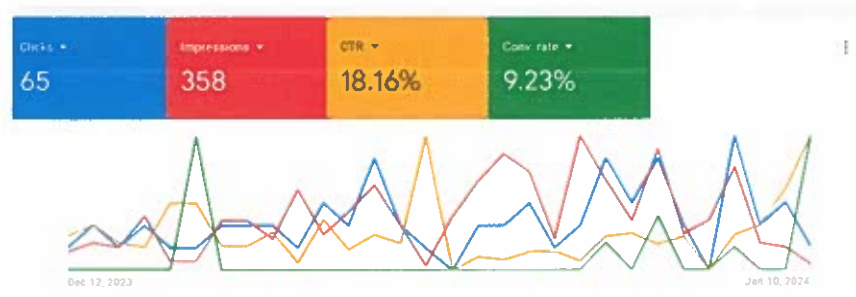 Clicks Impressions CTR Conv. rate
65 358 18.16% 9.23%
Dec 12, 2023 Jan 10, 2024